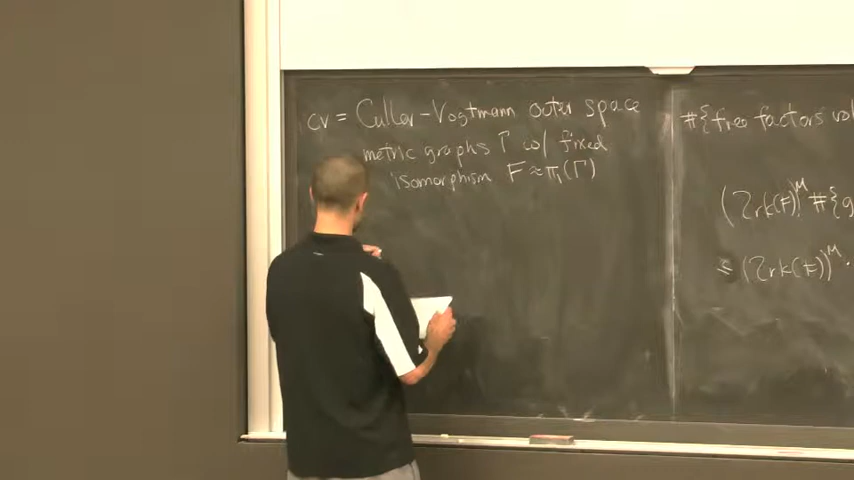 cv = Culler-Vogtmann outer space
metric graphs Γ w/ fixed
isomorphism F ≈ π₁(Γ)
#{free factors
(2rk(F))^M #{
≤ (2rk(F))^M.